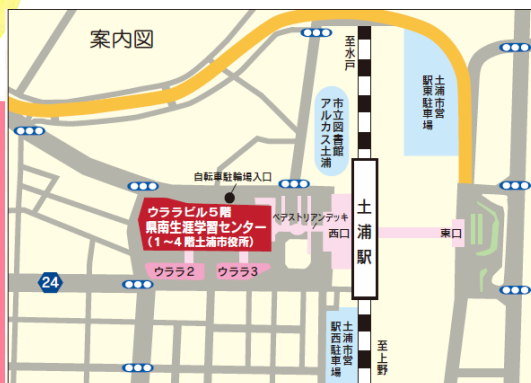 案内図
至水戸
土浦市営
駅東駐車場
市立図書館
アルカス土浦
自転車駐輪場入口
ウララビル5階
県南生涯学習センター
(1～4階土浦市役所)
ペデストリアンデッキ
西口
土浦駅
東口
ウララ2
ウララ3
24
土浦市営
駅西駐車場
至上野